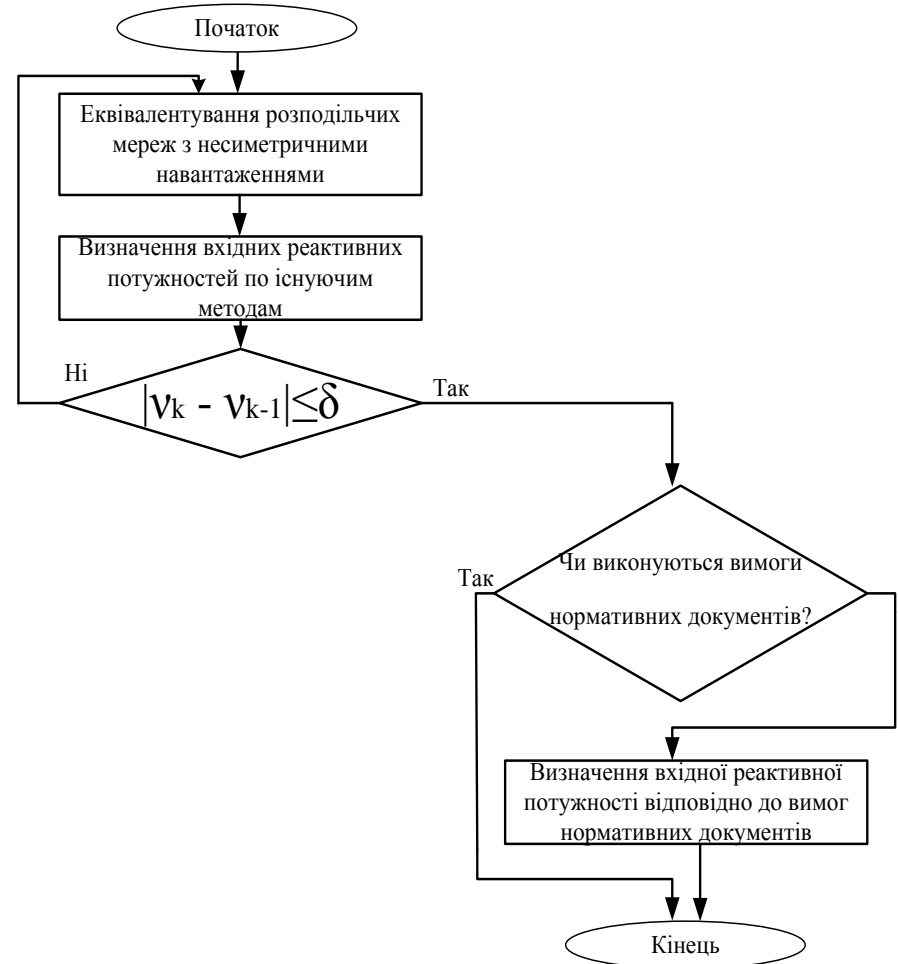 Початок
Еквівалентування розподільчих
мереж з несиметричними
навантаженнями
Визначення вхідних реактивних
потужностей по існуючим
методам
Ні
|νk - νk-1|≤δ
Так
Чи виконуються вимоги
Так
нормативних документів?
Визначення вхідної реактивної
потужності відповідно до вимог
нормативних документів
Кінець